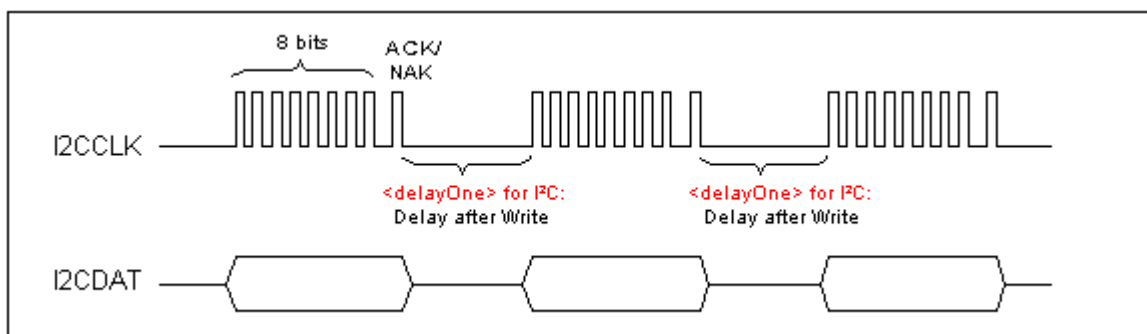 8 bits
ACK/
NAK
I2CCLK
<delayOne> for I²C:
Delay after Write
<delayOne> for I²C:
Delay after Write
I2CDAT